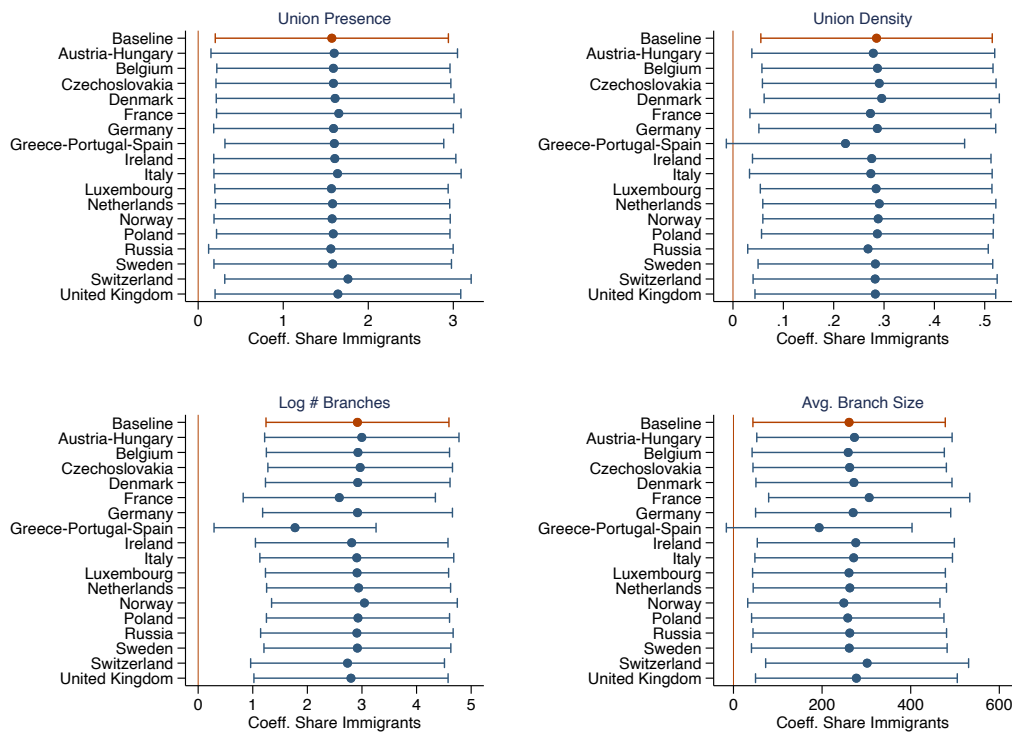 Union Presence
Baseline
Austria-Hungary
Belgium
Czechoslovakia
Denmark
France
Germany
Greece-Portugal-Spain
Ireland
Italy
Luxembourg
Netherlands
Norway
Poland
Russia
Sweden
Switzerland
United Kingdom
0 1 2 3
Coeff. Share Immigrants
Union Density
Baseline
Austria-Hungary
Belgium
Czechoslovakia
Denmark
France
Germany
Greece-Portugal-Spain
Ireland
Italy
Luxembourg
Netherlands
Norway
Poland
Russia
Sweden
Switzerland
United Kingdom
0 .1 .2 .3 .4 .5
Coeff. Share Immigrants
Log # Branches
Baseline
Austria-Hungary
Belgium
Czechoslovakia
Denmark
France
Germany
Greece-Portugal-Spain
Ireland
Italy
Luxembourg
Netherlands
Norway
Poland
Russia
Sweden
Switzerland
United Kingdom
0 1 2 3 4 5
Coeff. Share Immigrants
Avg. Branch Size
Baseline
Austria-Hungary
Belgium
Czechoslovakia
Denmark
France
Germany
Greece-Portugal-Spain
Ireland
Italy
Luxembourg
Netherlands
Norway
Poland
Russia
Sweden
Switzerland
United Kingdom
0 200 400 600
Coeff. Share Immigrants